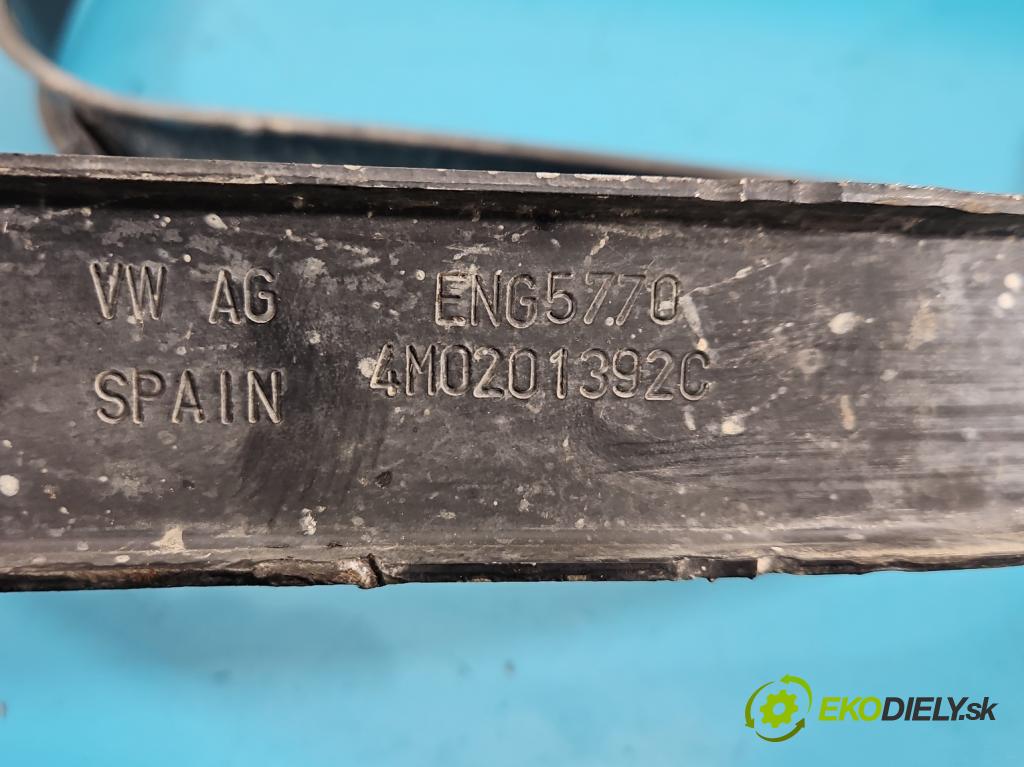 VW AG ENG5770
SPAIN 4M0201392C
EKODIELY.sk